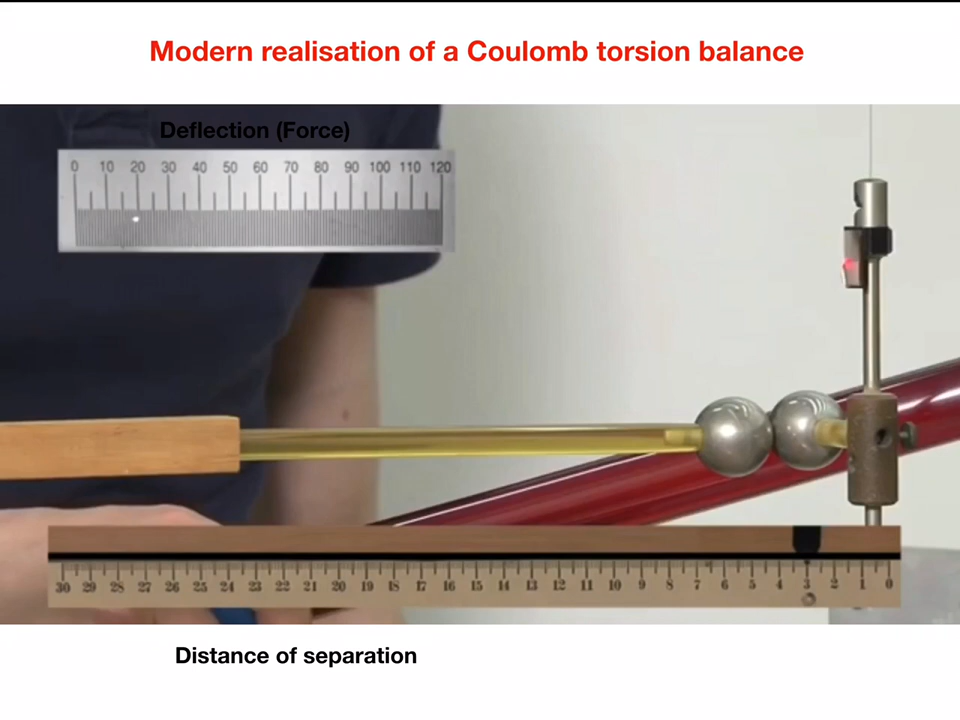 Modern realisation of a Coulomb torsion balance
Deflection (Force)
0 10 20 30 40 50 60 70 80 90 100 110 120
30 29 28 27 26 25 24 23 22 21 20 19 18 17 16 15 14 13 12 11 10 9 8 7 6 5 4 3 2 1 0
Distance of separation